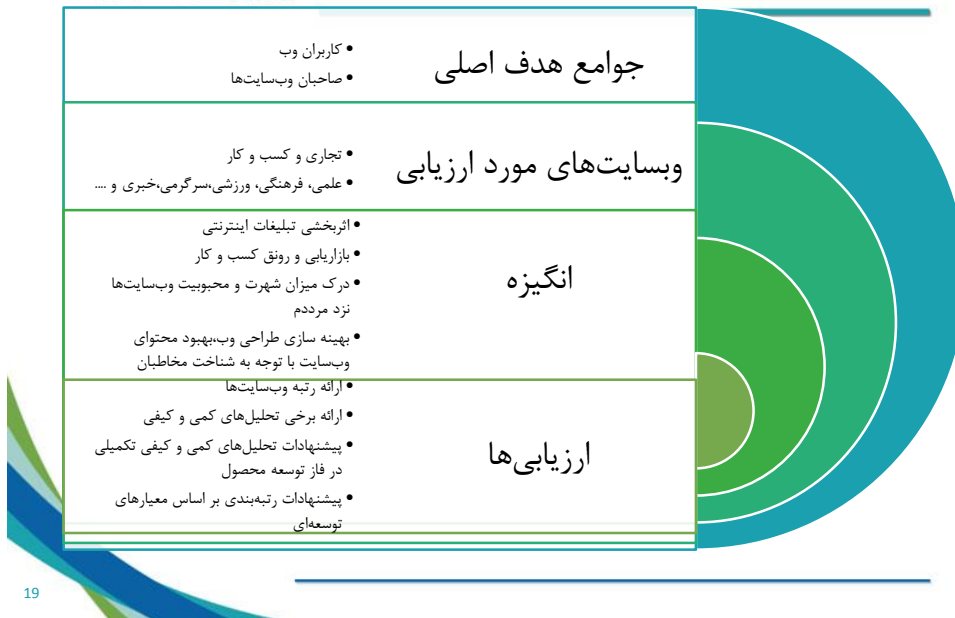 جوامع هدف اصلی
• کاربران وب
• صاحبان وب‌سایت‌ها
وبسایت‌های مورد ارزیابی
• تجاری و کسب و کار
• علمی، فرهنگی، ورزشی،سرگرمی،خبری و ....
انگیزه
• اثربخشی تبلیغات اینترنتی
• بازاریابی و رونق کسب و کار
• درک میزان شهرت و محبوبیت وب‌سایت‌ها
نزد مرددم
• بهینه سازی طراحی وب،بهبود محتوای
وب‌سایت با توجه به شناخت مخاطبان
ارزیابی‌ها
• ارائه رتبه وب‌سایت‌ها
• ارائه برخی تحلیل‌های کمی و کیفی
• پیشنهادات تحلیل‌های کمی و کیفی تکمیلی
در فاز توسعه محصول
• پیشنهادات رتبه‌بندی بر اساس معیارهای
توسعه‌ای
19